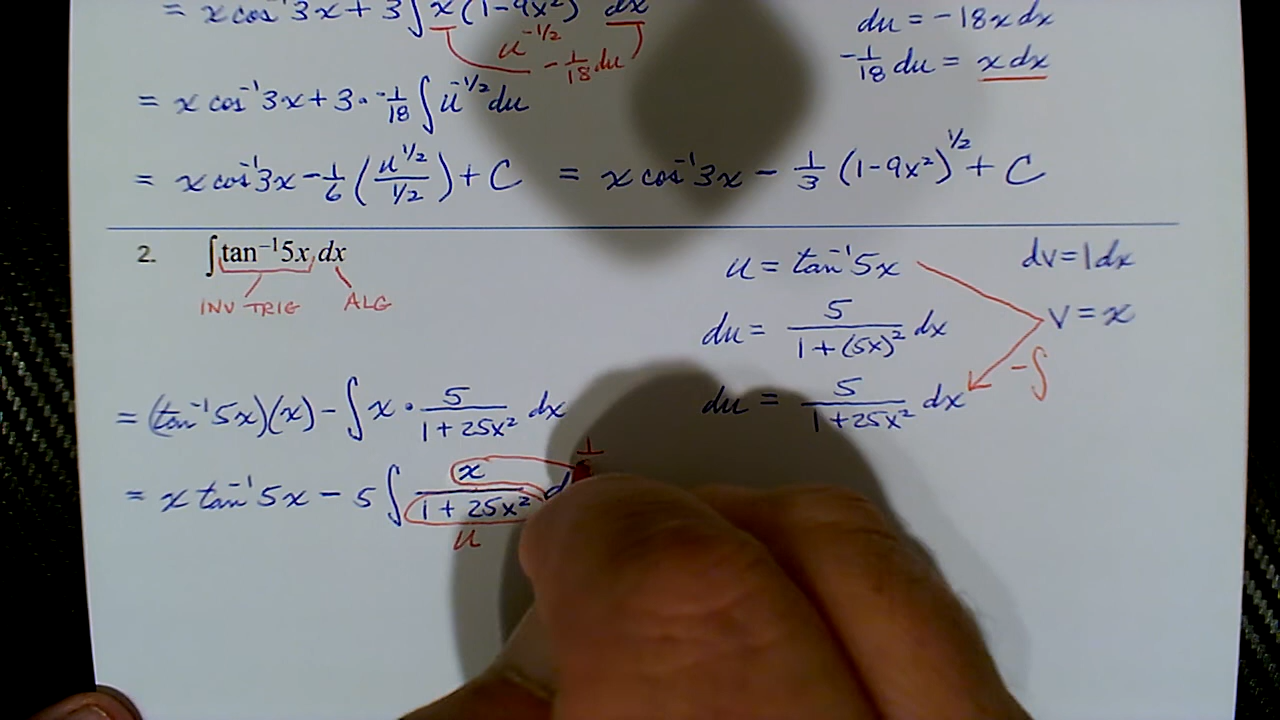 = x cos⁻¹3x + 3∫x(1-9x²) dx
u^-1/2
-1/18 du
du = -18x dx
-1/18 du = x dx
= x cos⁻¹3x + 3 · -1/18 ∫u^-1/2 du
= x cos⁻¹3x - 1/6 (u^1/2 / 1/2) + C = x cos⁻¹3x - 1/3 (1-9x²)^1/2 + C
2. ∫tan⁻¹5x dx
INV TRIG ALG
u = tan⁻¹5x
dv = 1dx
du = 5/(1+(5x)²) dx
v = x
-∫
du = 5/(1+25x²) dx
= (tan⁻¹5x)(x) - ∫x · 5/(1+25x²) dx
= x tan⁻¹5x - 5∫ x/(1+25x²) d
u
1